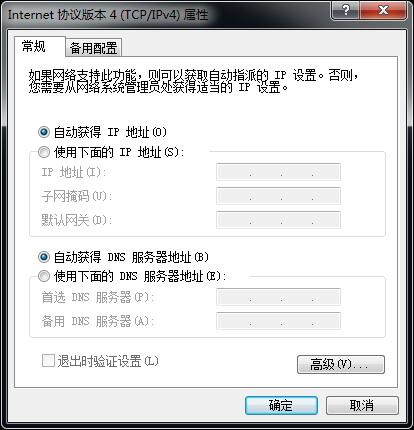 Internet 协议版本 4 (TCP/IPv4) 属性
常规
备用配置
如果网络支持此功能，则可以获取自动指派的 IP 设置。否则，
您需要从网络系统管理员处获得适当的 IP 设置。
自动获得 IP 地址(O)
使用下面的 IP 地址(S):
IP 地址(I):
子网掩码(U):
默认网关(D):
自动获得 DNS 服务器地址(B)
使用下面的 DNS 服务器地址(E):
首选 DNS 服务器(P):
备用 DNS 服务器(A):
退出时验证设置(L)
高级(V)...
确定
取消